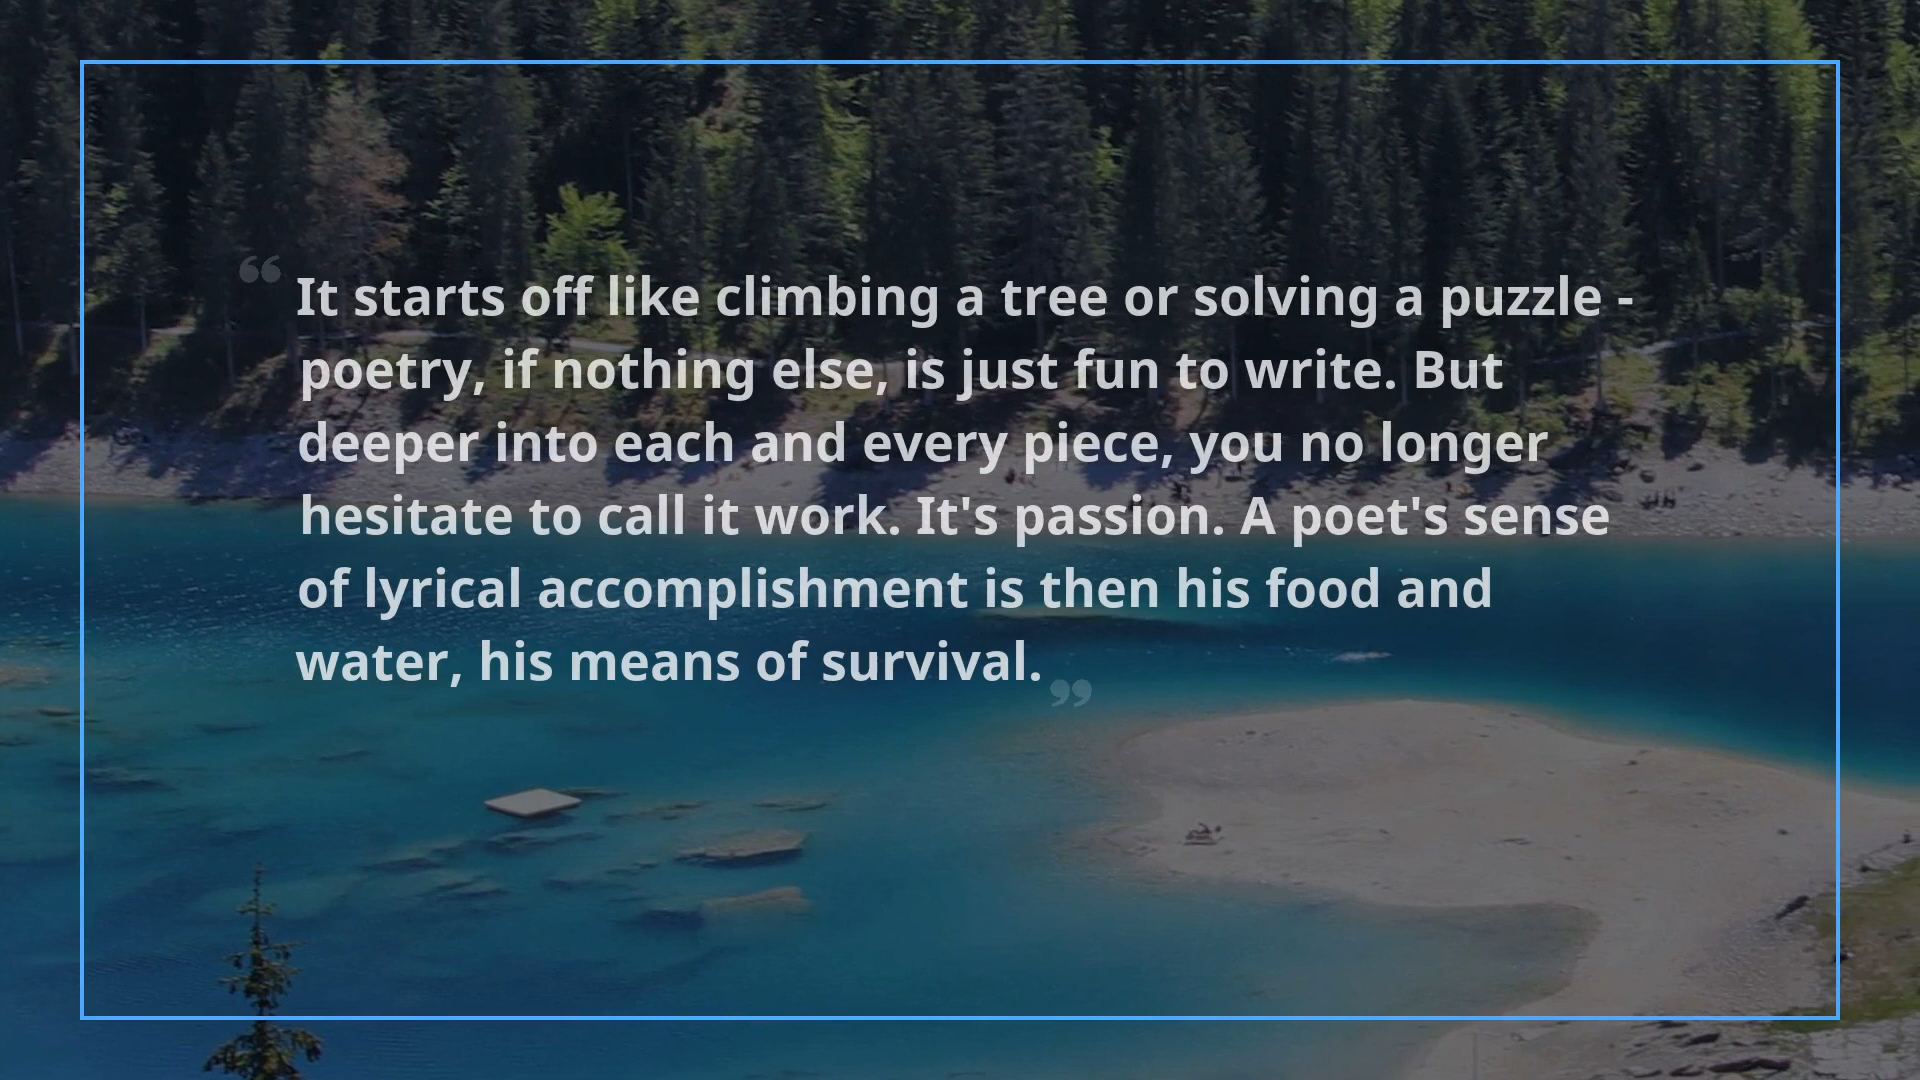 “It starts off like climbing a tree or solving a puzzle -
poetry, if nothing else, is just fun to write. But
deeper into each and every piece, you no longer
hesitate to call it work. It's passion. A poet's sense
of lyrical accomplishment is then his food and
water, his means of survival.”